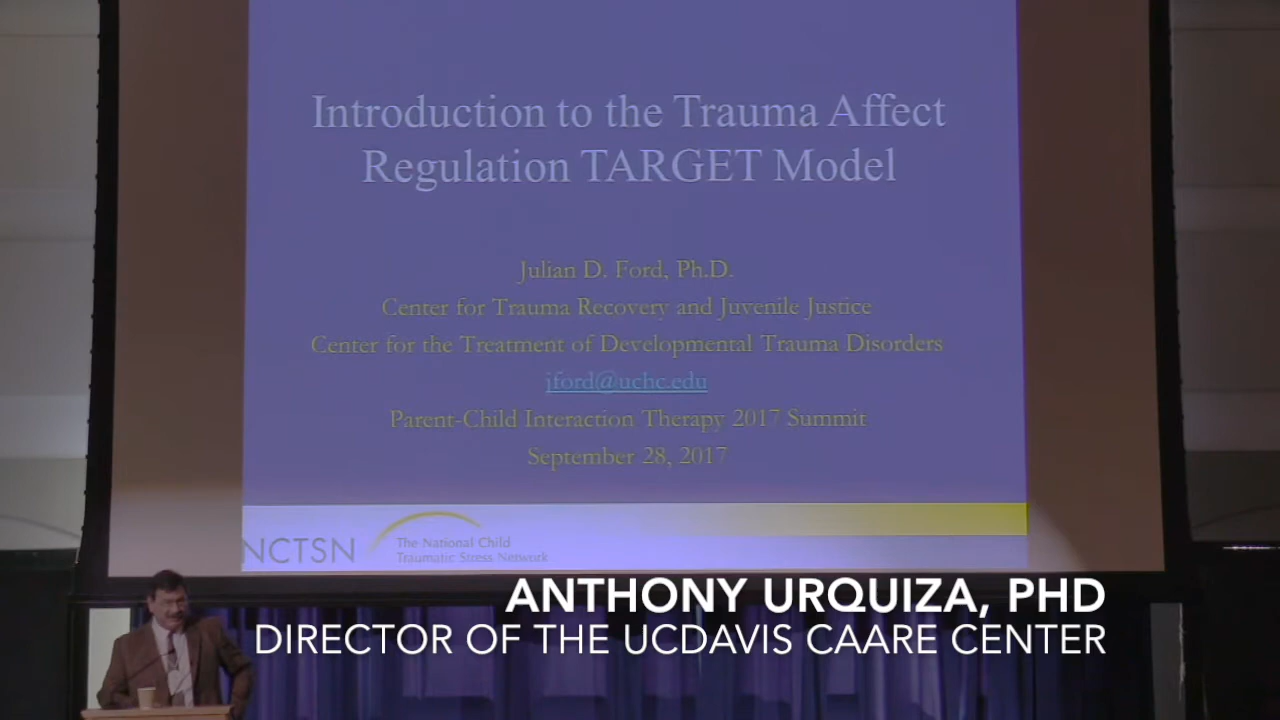 Introduction to the Trauma Affect
Regulation TARGET Model
Julian D. Ford, Ph.D.
Center for Trauma Recovery and Juvenile Justice
Center for the Treatment of Developmental Trauma Disorders
jford@uchc.edu
Parent-Child Interaction Therapy 2017 Summit
September 28, 2017
NCTSN
The National Child
Traumatic Stress Network
ANTHONY URQUIZA, PHD
DIRECTOR OF THE UCDAVIS CAARE CENTER